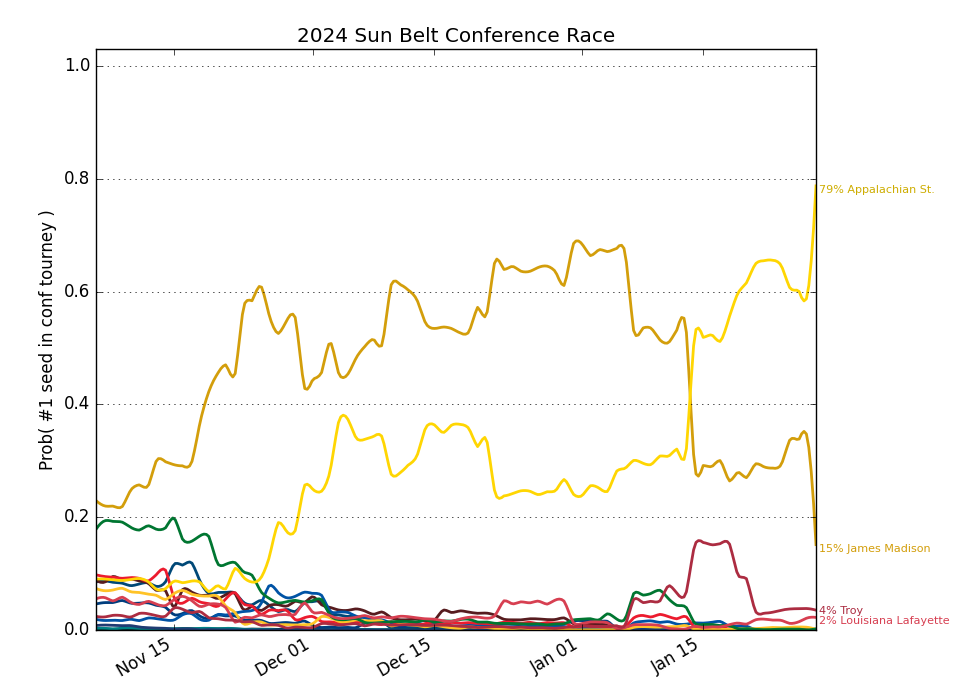 2024 Sun Belt Conference Race
Prob( #1 seed in conf tourney )
1.0
0.8
0.6
0.4
0.2
0.0
Nov 15
Dec 01
Dec 15
Jan 01
Jan 15
79% Appalachian St.
15% James Madison
4% Troy
2% Louisiana Lafayette